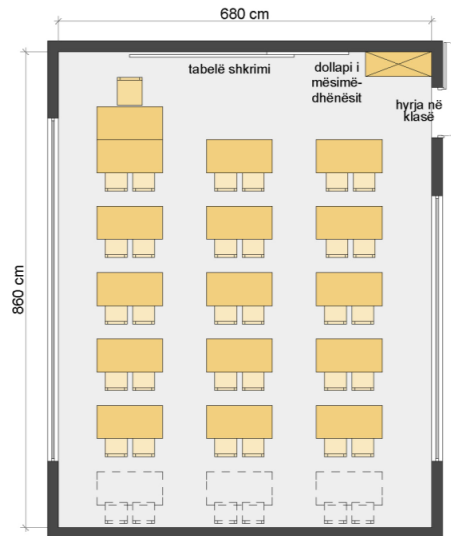 680 cm
tabelë shkrimi
dollapi i
mësimë-
dhënësit
hyrja në
klasë
860 cm